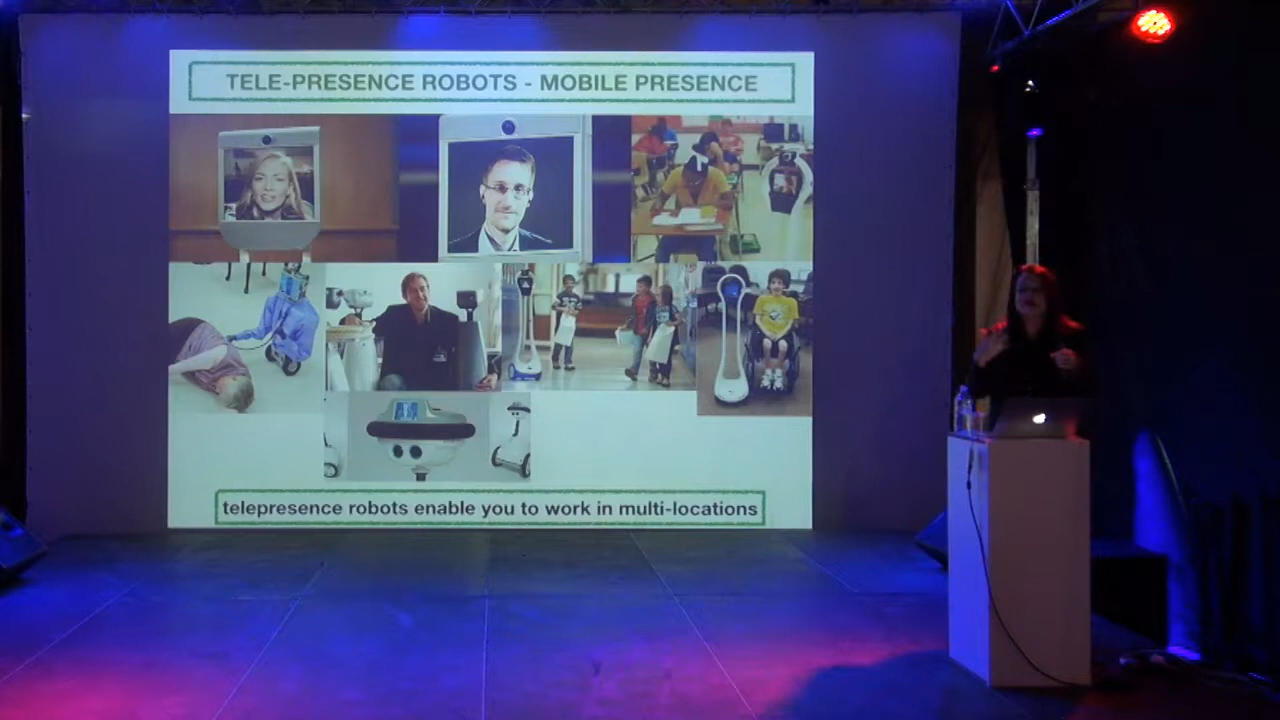 TELE-PRESENCE ROBOTS - MOBILE PRESENCE
telepresence robots enable you to work in multi-locations